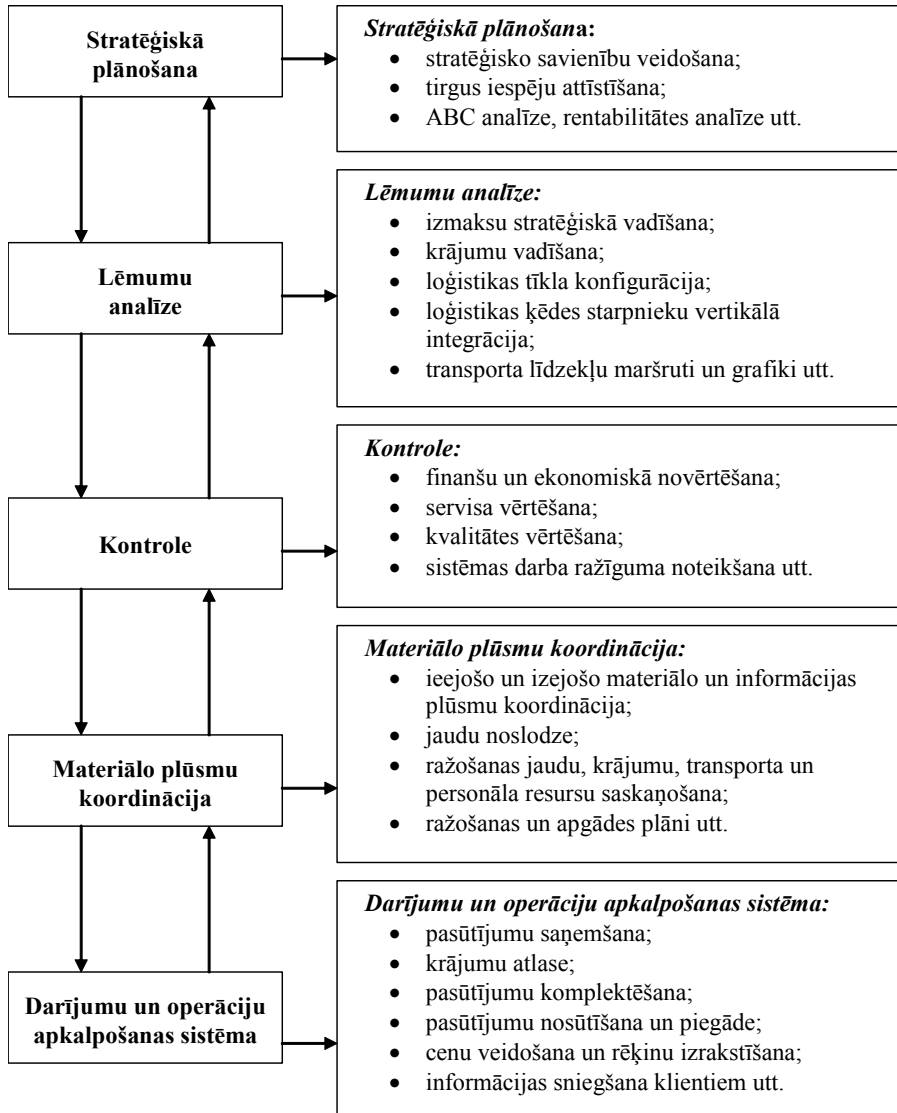 Stratēģiskā
plānošana
Stratēģiskā plānošana:
• stratēģisko savienību veidošana;
• tirgus iespēju attīstīšana;
• ABC analīze, rentabilitātes analīze utt.
Lēmumu
analīze
Lēmumu analīze:
• izmaksu stratēģiskā vadīšana;
• krājumu vadīšana;
• loģistikas tīkla konfigurācija;
• loģistikas ķēdes starpnieku vertikālā
integrācija;
• transporta līdzekļu maršruti un grafiki utt.
Kontrole
Kontrole:
• finanšu un ekonomiskā novērtēšana;
• servisa vērtēšana;
• kvalitātes vērtēšana;
• sistēmas darba ražīguma noteikšana utt.
Materiālo plūsmu
koordinācija
Materiālo plūsmu koordinācija:
• ieejošo un izejošo materiālo un informācijas
plūsmu koordinācija;
• jaudu noslodze;
• ražošanas jaudu, krājumu, transporta un
personāla resursu saskaņošana;
• ražošanas un apgādes plāni utt.
Darījumu un operāciju
apkalpošanas sistēma
Darījumu un operāciju apkalpošanas sistēma:
• pasūtījumu saņemšana;
• krājumu atlase;
• pasūtījumu komplektēšana;
• pasūtījumu nosūtīšana un piegāde;
• cenu veidošana un rēķinu izrakstīšana;
• informācijas sniegšana klientiem utt.